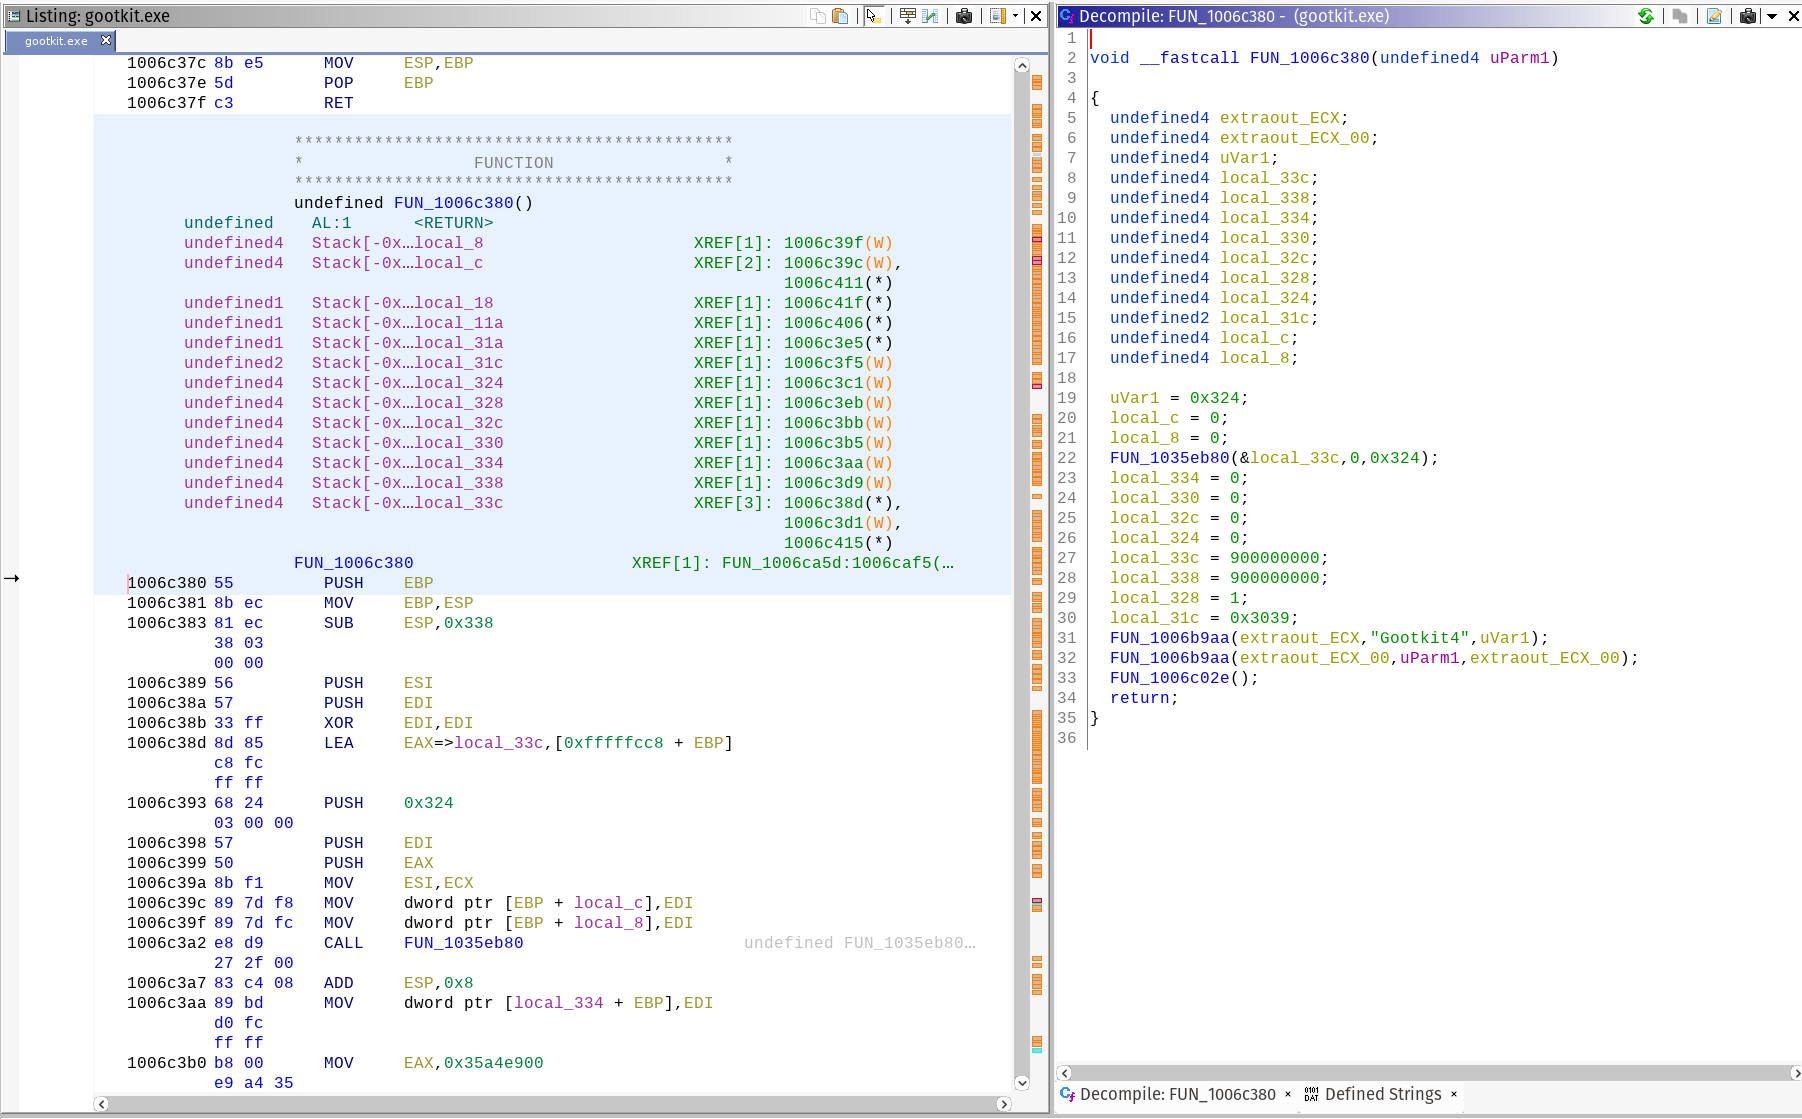 Listing: gootkit.exe
gootkit.exe
1006c37c 8b e5 MOV ESP,EBP
1006c37e 5d POP EBP
1006c37f c3 RET
********************************************
* FUNCTION *
********************************************
undefined FUN_1006c380()
undefined AL:1 <RETURN>
undefined4 Stack[-0x...local_8 XREF[1]: 1006c39f(W)
undefined4 Stack[-0x...local_c XREF[2]: 1006c39c(W),
1006c411(*)
undefined1 Stack[-0x...local_18 XREF[1]: 1006c41f(*)
undefined1 Stack[-0x...local_11a XREF[1]: 1006c406(*)
undefined1 Stack[-0x...local_31a XREF[1]: 1006c3e5(*)
undefined2 Stack[-0x...local_31c XREF[1]: 1006c3f5(W)
undefined4 Stack[-0x...local_324 XREF[1]: 1006c3c1(W)
undefined4 Stack[-0x...local_328 XREF[1]: 1006c3eb(W)
undefined4 Stack[-0x...local_32c XREF[1]: 1006c3bb(W)
undefined4 Stack[-0x...local_330 XREF[1]: 1006c3b5(W)
undefined4 Stack[-0x...local_334 XREF[1]: 1006c3aa(W)
undefined4 Stack[-0x...local_338 XREF[1]: 1006c3d9(W)
undefined4 Stack[-0x...local_33c XREF[3]: 1006c38d(*),
1006c3d1(W),
1006c415(*)
FUN_1006c380 XREF[1]: FUN_1006ca5d:1006caf5(...
1006c380 55 PUSH EBP
1006c381 8b ec MOV EBP,ESP
1006c383 81 ec SUB ESP,0x338
38 03
00 00
1006c389 56 PUSH ESI
1006c38a 57 PUSH EDI
1006c38b 33 ff XOR EDI,EDI
1006c38d 8d 85 LEA EAX=>local_33c,[0xfffffcc8 + EBP]
c8 fc
ff ff
1006c393 68 24 PUSH 0x324
03 00 00
1006c398 57 PUSH EDI
1006c399 50 PUSH EAX
1006c39a 8b f1 MOV ESI,ECX
1006c39c 89 7d f8 MOV dword ptr [EBP + local_c],EDI
1006c39f 89 7d fc MOV dword ptr [EBP + local_8],EDI
1006c3a2 e8 d9 CALL FUN_1035eb80 undefined FUN_1035eb80...
27 2f 00
1006c3a7 83 c4 08 ADD ESP,0x8
1006c3aa 89 bd MOV dword ptr [local_334 + EBP],EDI
d0 fc
ff ff
1006c3b0 b8 00 MOV EAX,0x35a4e900
e9 a4 35
Decompile: FUN_1006c380 - (gootkit.exe)
1
2 void __fastcall FUN_1006c380(undefined4 uParm1)
3
4 {
5 undefined4 extraout_ECX;
6 undefined4 extraout_ECX_00;
7 undefined4 uVar1;
8 undefined4 local_33c;
9 undefined4 local_338;
10 undefined4 local_334;
11 undefined4 local_330;
12 undefined4 local_32c;
13 undefined4 local_328;
14 undefined4 local_324;
15 undefined2 local_31c;
16 undefined4 local_c;
17 undefined4 local_8;
18
19 uVar1 = 0x324;
20 local_c = 0;
21 local_8 = 0;
22 FUN_1035eb80(&local_33c,0,0x324);
23 local_334 = 0;
24 local_330 = 0;
25 local_32c = 0;
26 local_324 = 0;
27 local_33c = 900000000;
28 local_338 = 900000000;
29 local_328 = 1;
30 local_31c = 0x3039;
31 FUN_1006b9aa(extraout_ECX,"Gootkit4",uVar1);
32 FUN_1006b9aa(extraout_ECX_00,uParm1,extraout_ECX_00);
33 FUN_1006c02e();
34 return;
35 }
36
Decompile: FUN_1006c380 × 0101 DAT Defined Strings ×